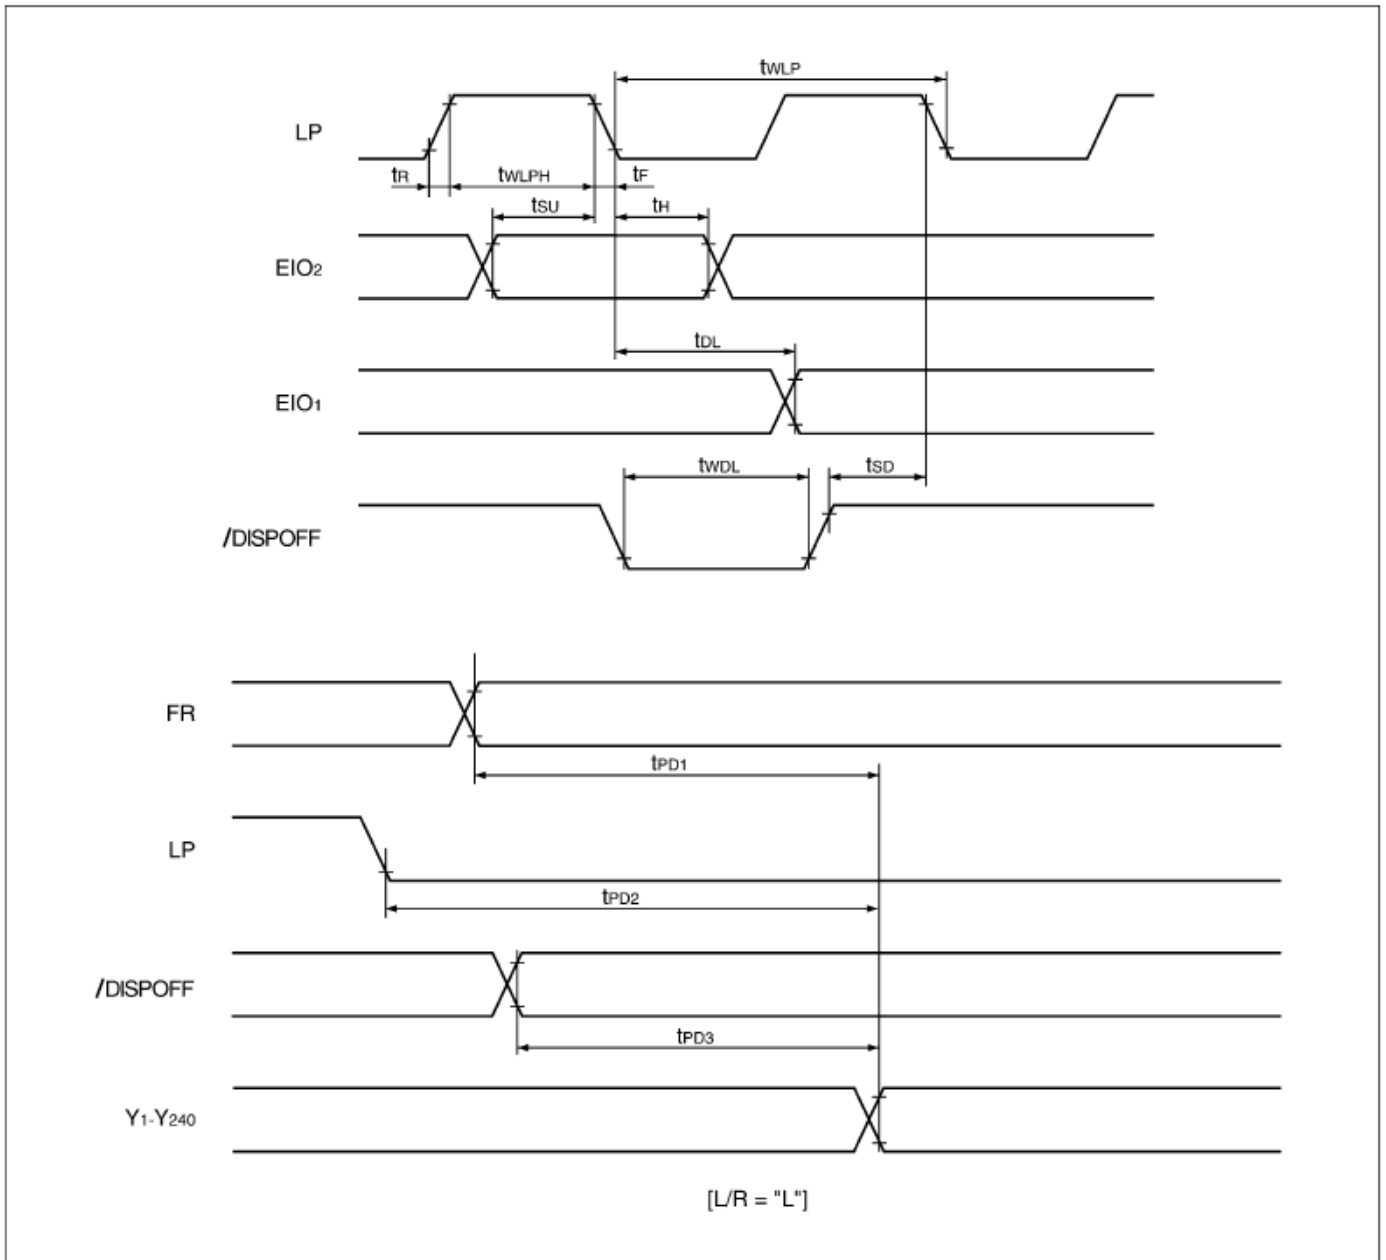 tWLP
LP
tR
tWLPH
tF
tSU
tH
EIO2
tDL
EIO1
tWDL
tSD
/DISPOFF
FR
tPD1
LP
tPD2
/DISPOFF
tPD3
Y1-Y240
[L/R = "L"]